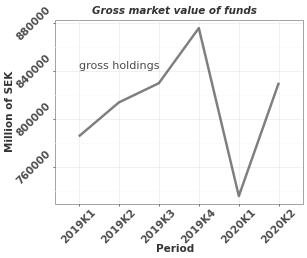 Gross market value of funds
880000
840000
800000
760000
gross holdings
Million of SEK
2019K1
2019K2
2019K3
2019K4
2020K1
2020K2
Period